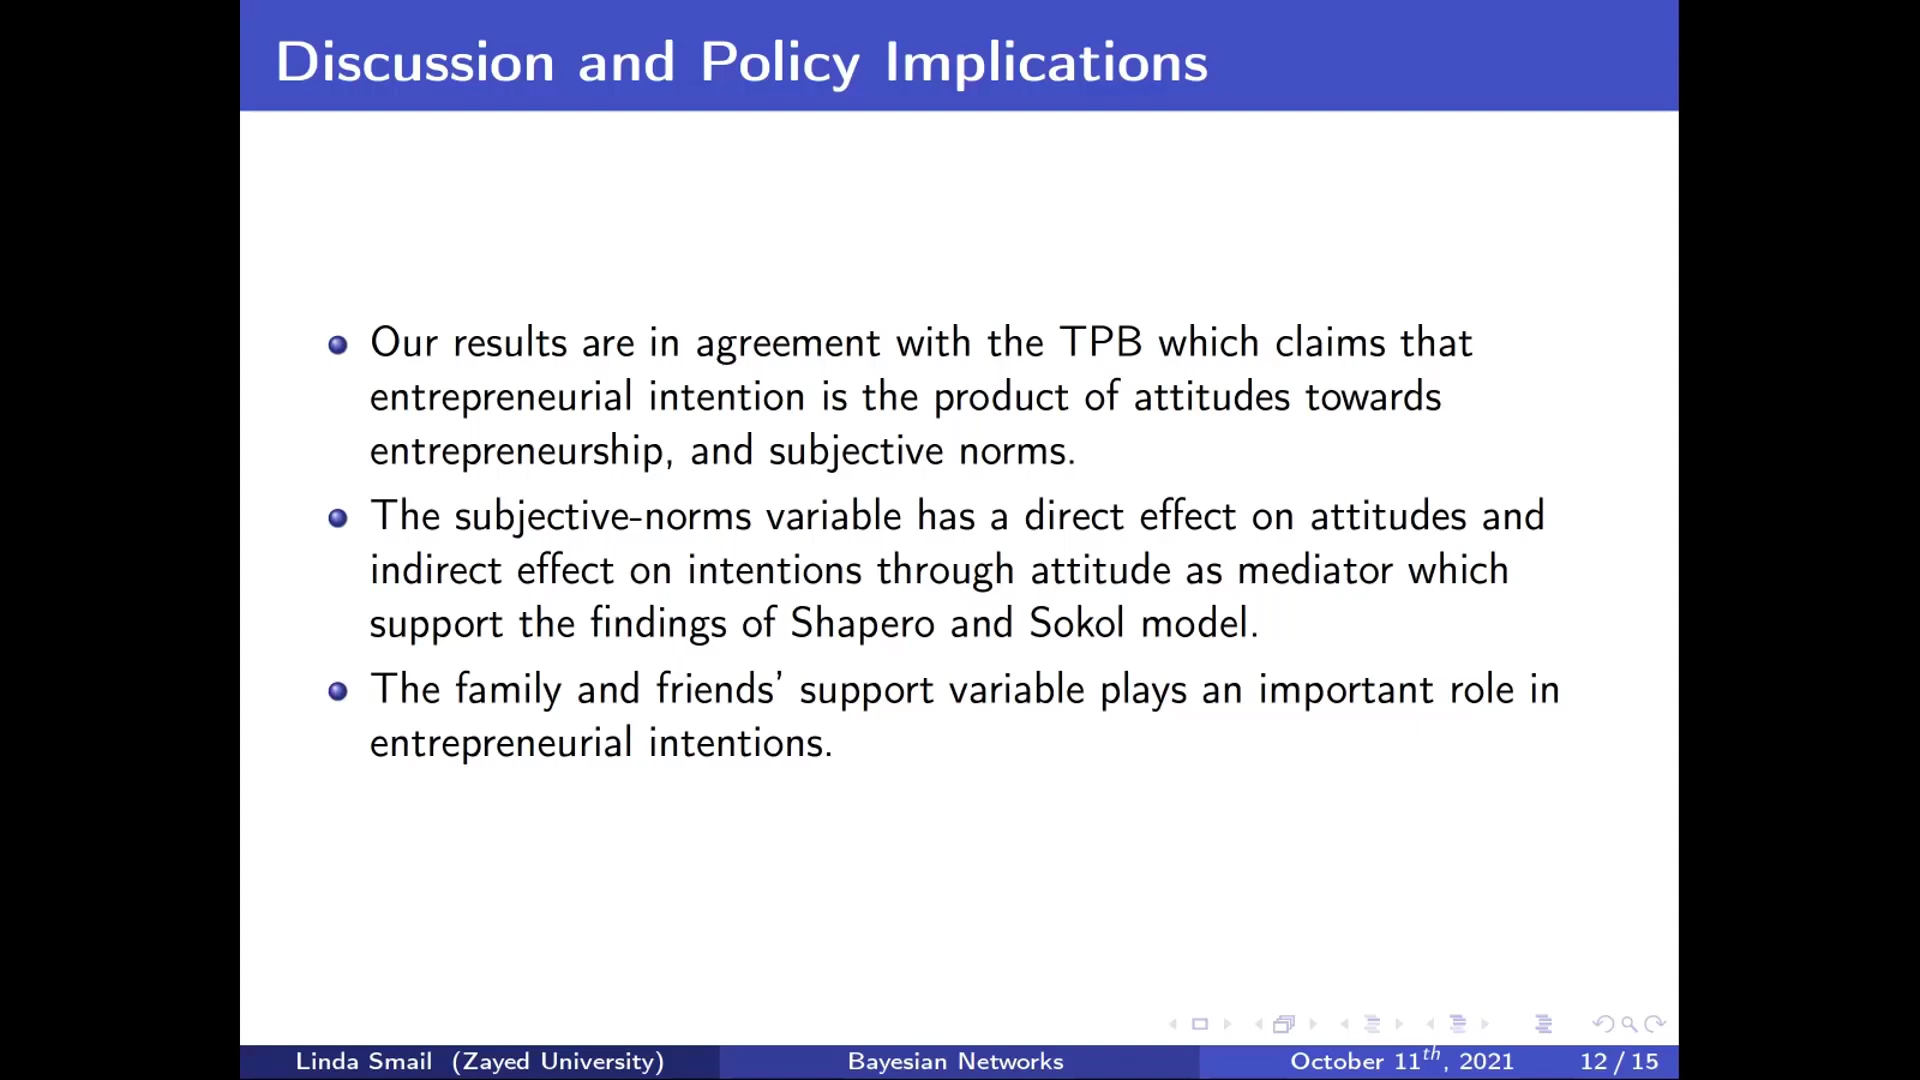 Discussion and Policy Implications
Our results are in agreement with the TPB which claims that
entrepreneurial intention is the product of attitudes towards
entrepreneurship, and subjective norms.
The subjective-norms variable has a direct effect on attitudes and
indirect effect on intentions through attitude as mediator which
support the findings of Shapero and Sokol model.
The family and friends' support variable plays an important role in
entrepreneurial intentions.
Linda Smail (Zayed University) Bayesian Networks October 11th, 2021 12 / 15